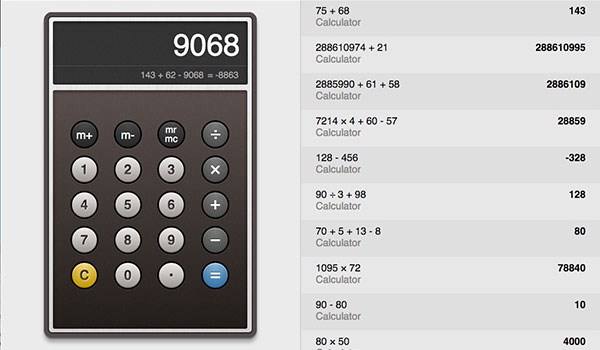 9068
143 + 62 - 9068 = -8863
m+ m- mr mc ÷
1 2 3 ×
4 5 6 +
7 8 9 −
C 0 · =
75 + 68 143
Calculator
288610974 + 21 288610995
Calculator
2885990 + 61 + 58 2886109
Calculator
7214 × 4 + 60 - 57 28859
Calculator
128 - 456 -328
Calculator
90 ÷ 3 + 98 128
Calculator
70 + 5 + 13 - 8 80
Calculator
1095 × 72 78840
Calculator
90 - 80 10
Calculator
80 × 50 4000